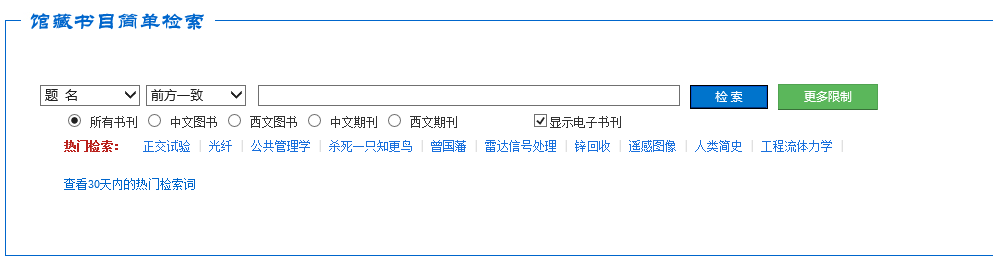 馆藏书目简单检索
题 名 前方一致 检 索 更多限制
所有书刊 中文图书 西文图书 中文期刊 西文期刊 显示电子书刊
热门检索： 正交试验 | 光纤 | 公共管理学 | 杀死一只知更鸟 | 曾国藩 | 雷达信号处理 | 锌回收 | 遥感图像 | 人类简史 | 工程流体力学 |
查看30天内的热门检索词